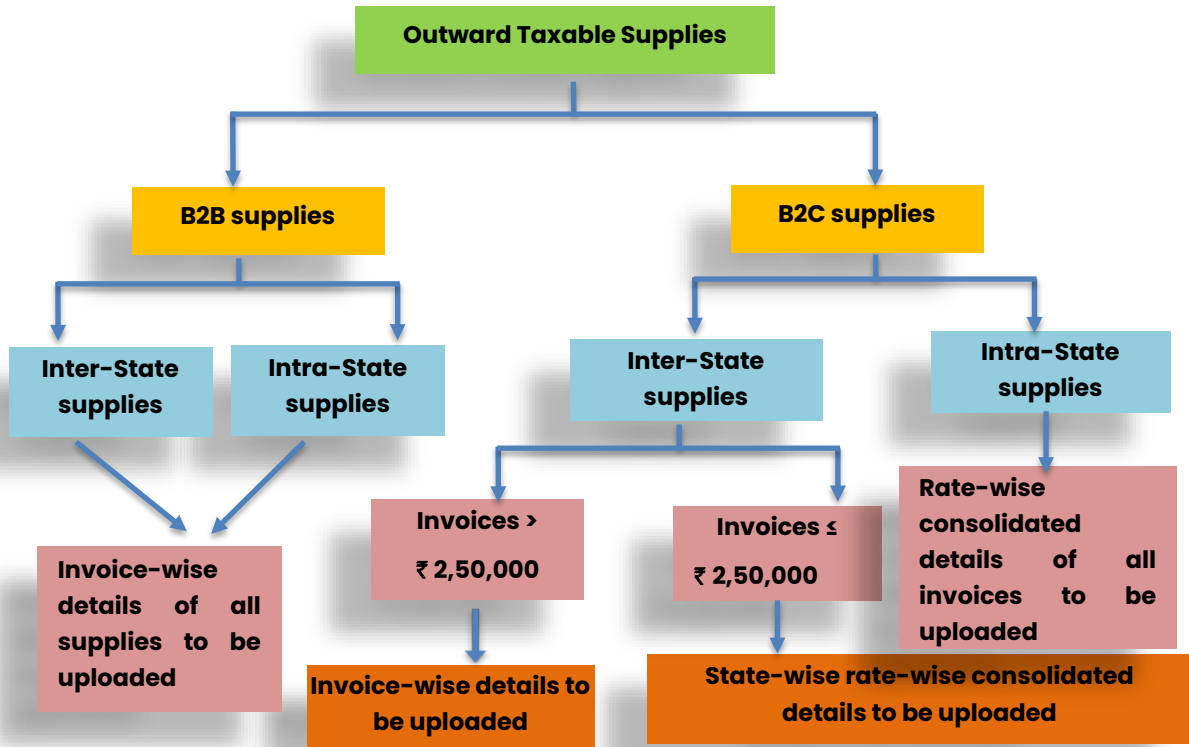 Outward Taxable Supplies
B2B supplies
B2C supplies
Inter-State
supplies
Intra-State
supplies
Inter-State
supplies
Intra-State
supplies
Invoice-wise
details of all
supplies to be
uploaded
Invoices >
₹ 2,50,000
Invoices ≤
₹ 2,50,000
Rate-wise
consolidated
details of all
invoices to be
uploaded
Invoice-wise details to
be uploaded
State-wise rate-wise consolidated
details to be uploaded